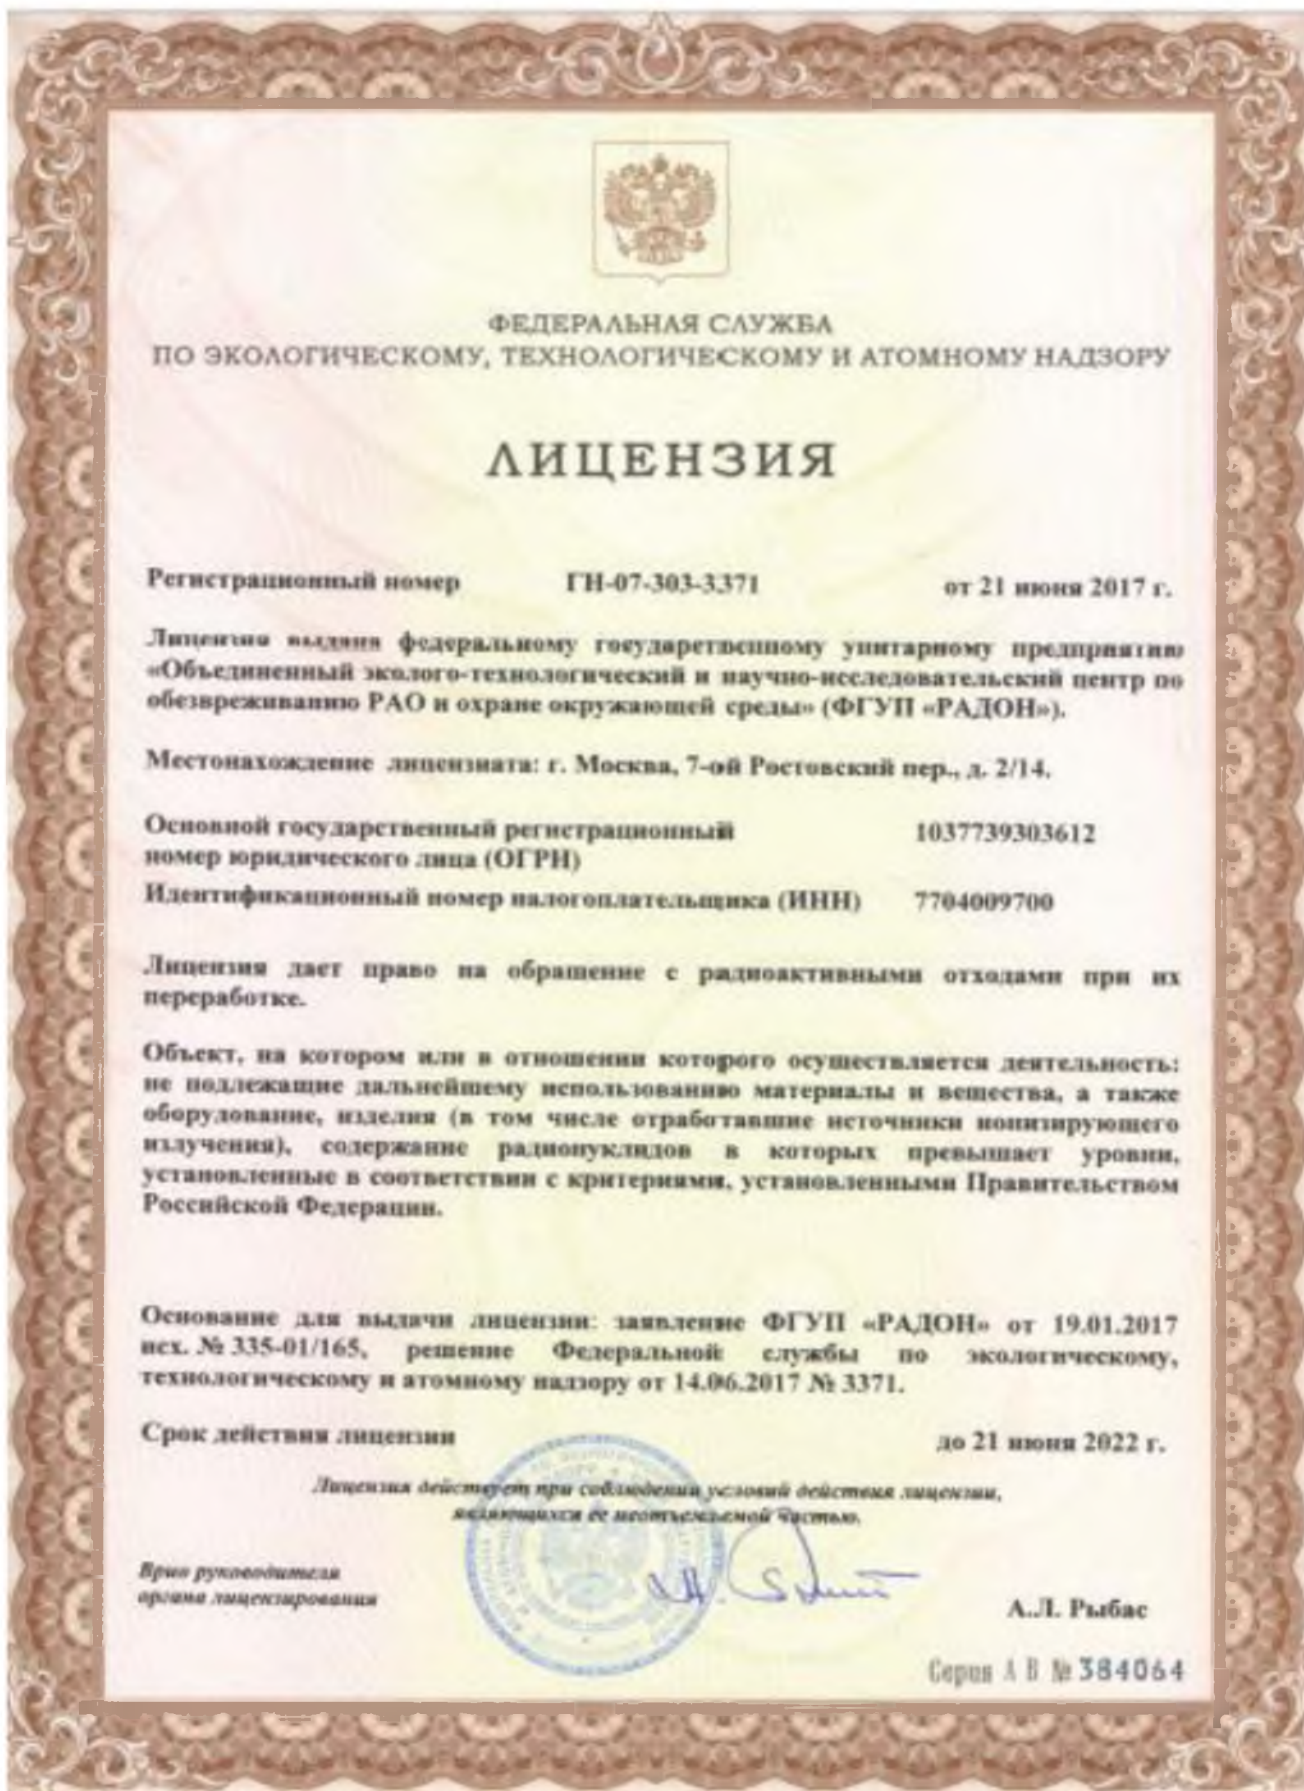 ФЕДЕРАЛЬНАЯ СЛУЖБА
ПО ЭКОЛОГИЧЕСКОМУ, ТЕХНОЛОГИЧЕСКОМУ И АТОМНОМУ НАДЗОРУ
ЛИЦЕНЗИЯ
Регистрационный номер ГН-07-303-3371 от 21 июня 2017 г.
Лицензия выдана федеральному государственному унитарному предприятию
«Объединенный эколого-технологический и научно-исследовательский центр по
обезвреживанию РАО и охране окружающей среды» (ФГУП «РАДОН»).
Местонахождение лицензиата: г. Москва, 7-ой Ростовский пер., д. 2/14.
Основной государственный регистрационный 1037739303612
номер юридического лица (ОГРН)
Идентификационный номер налогоплательщика (ИНН) 7704009700
Лицензия дает право на обращение с радиоактивными отходами при их
переработке.
Объект, на котором или в отношении которого осуществляется деятельность:
не подлежащие дальнейшему использованию материалы и вещества, а также
оборудование, изделия (в том числе отработавшие источники ионизирующего
излучения), содержание радионуклидов в которых превышает уровни,
установленные в соответствии с критериями, установленными Правительством
Российской Федерации.
Основание для выдачи лицензии: заявление ФГУП «РАДОН» от 19.01.2017
исх. № 335-01/165, решение Федеральной службы по экологическому,
технологическому и атомному надзору от 14.06.2017 № 3371.
Срок действия лицензии до 21 июня 2022 г.
Лицензия действует при соблюдении условий действия лицензии,
являющихся ее неотъемлемой частью.
Врио руководителя
органа лицензирования
А.Л. Рыбас
Серия А В № 384064